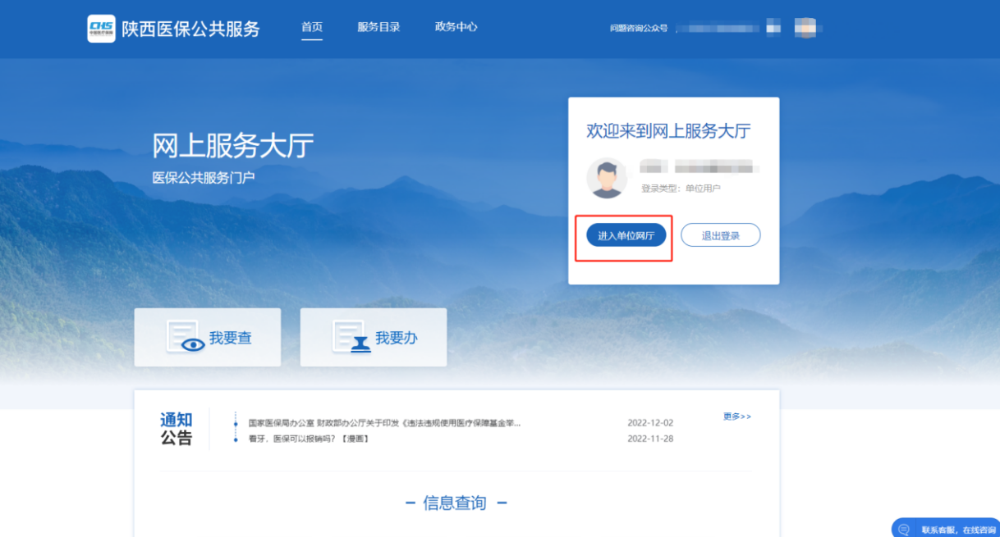 CHS
陕西医保公共服务
首页
服务目录
政务中心
问题咨询公众号
网上服务大厅
医保公共服务门户
欢迎来到网上服务大厅
登录类型：单位用户
进入单位网厅
退出登录
我要查
我要办
通知
公告
国家医保局办公室 财政部办公厅关于印发《违法违规使用医疗保障基金举...
2022-12-02
更多>>
看牙，医保可以报销吗？【漫画】
2022-11-28
信息查询
联系客服，在线咨询